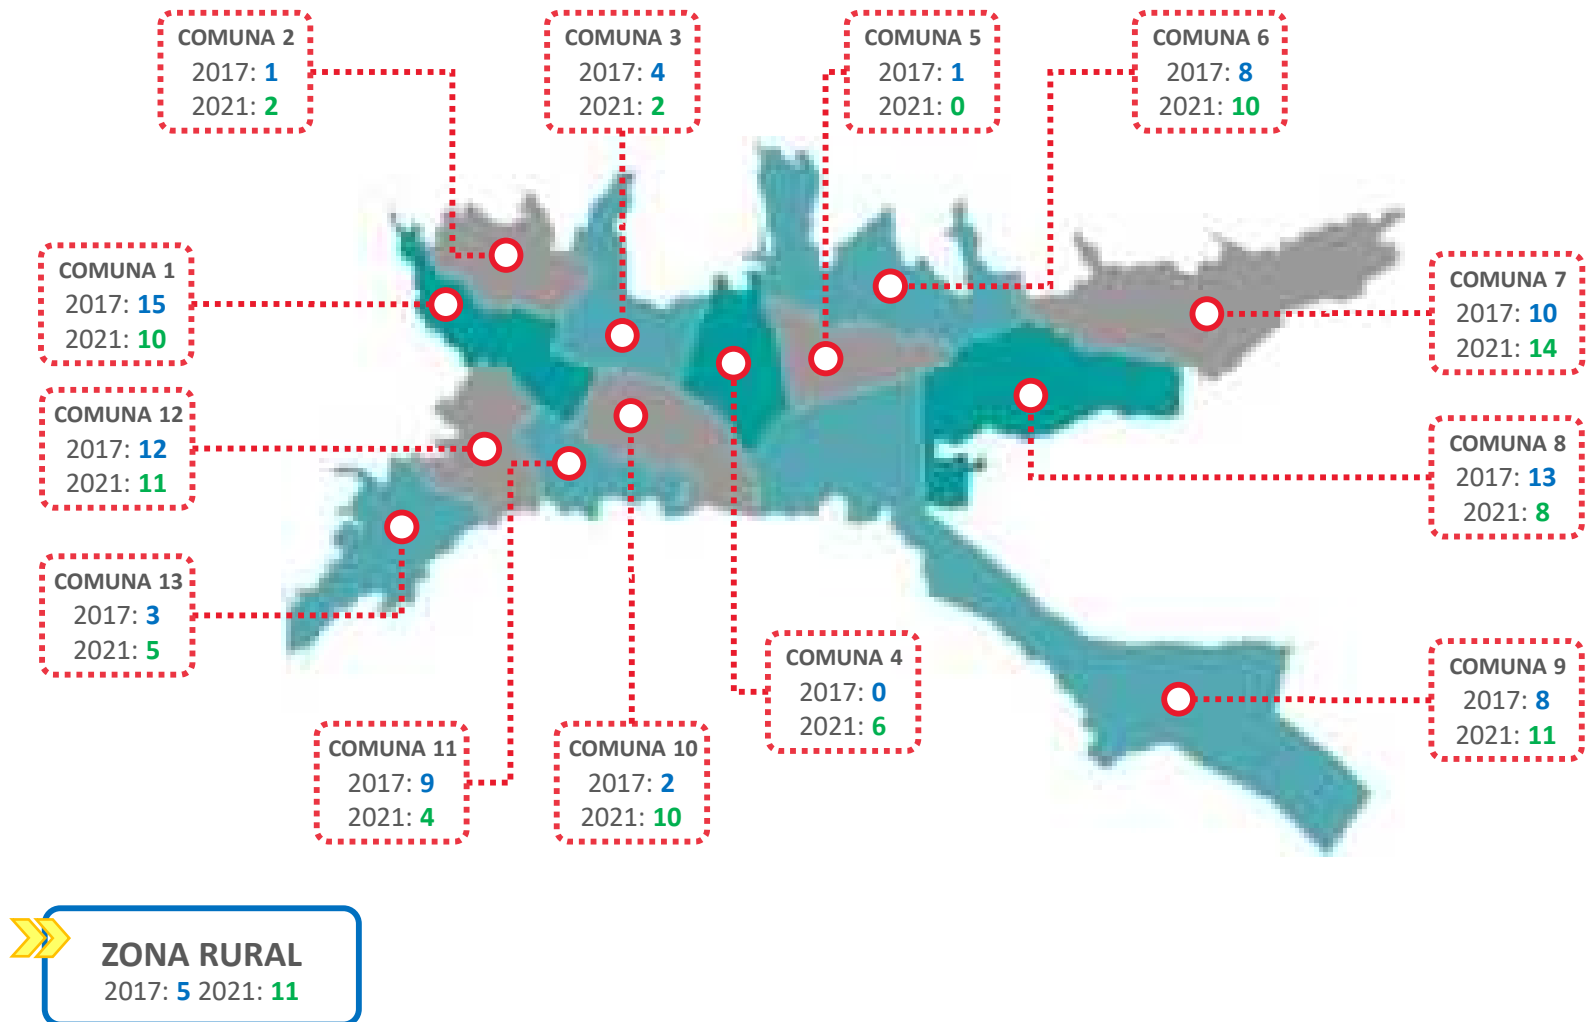 COMUNA 2
2017: 1
2021: 2
COMUNA 3
2017: 4
2021: 2
COMUNA 5
2017: 1
2021: 0
COMUNA 6
2017: 8
2021: 10
COMUNA 1
2017: 15
2021: 10
COMUNA 7
2017: 10
2021: 14
COMUNA 12
2017: 12
2021: 11
COMUNA 8
2017: 13
2021: 8
COMUNA 13
2017: 3
2021: 5
COMUNA 4
2017: 0
2021: 6
COMUNA 9
2017: 8
2021: 11
COMUNA 11
2017: 9
2021: 4
COMUNA 10
2017: 2
2021: 10
ZONA RURAL
2017: 5 2021: 11